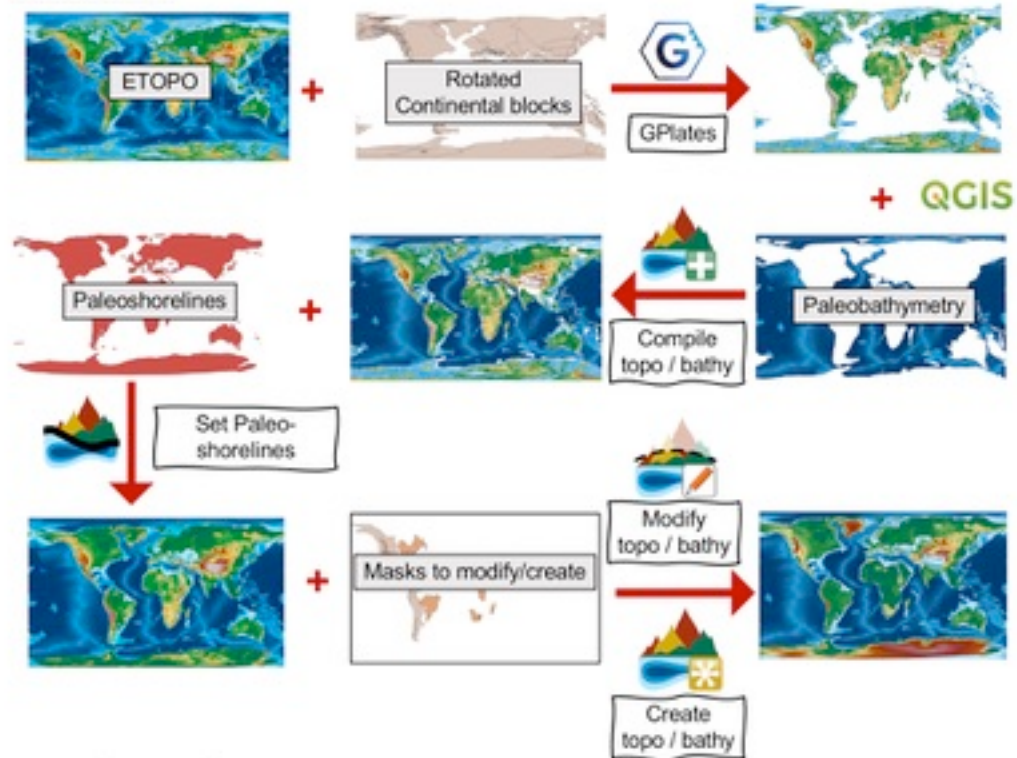 ETOPO
+
Rotated
Continental blocks
G
GPlates
+ QGIS
Paleoshorelines
+
Compile
topo / bathy
Paleobathymetry
Set Paleo-
shorelines
+
Masks to modify/create
Modify
topo / bathy
Create
topo / bathy